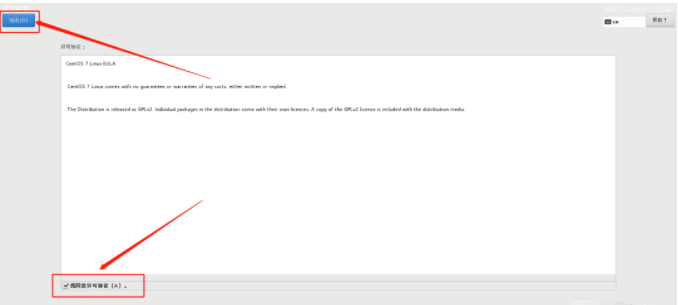 完成(D)
cn
帮助！
许可协议：
CentOS 7 Linux EULA
CentOS 7 Linux comes with no guarantees or warranties of any sorts, either written or implied.
The Distribution is released as GPLv2. Individual packages in the distribution come with their own licences. A copy of the GPLv2 license is included with the distribution media.
我同意许可协议（A）。